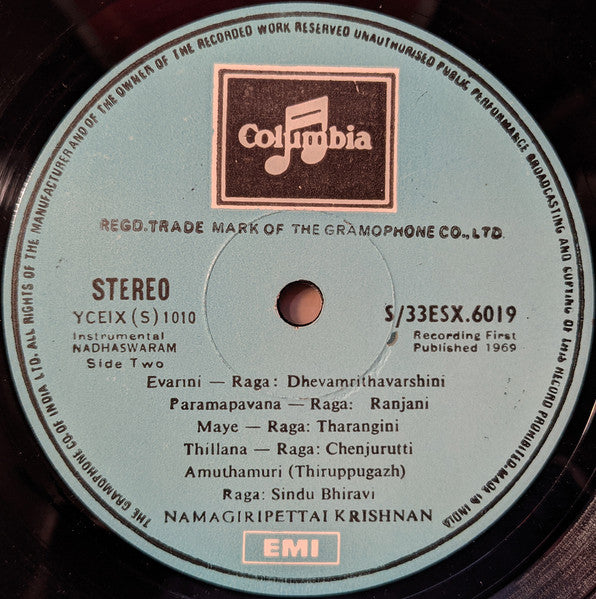 THE GRAMOPHONE CO. OF INDIA LTD. ALL RIGHTS OF THE MANUFACTURER AND OF THE OWNER OF THE RECORDED WORK RESERVED UNAUTHORISED PUBLIC PERFORMANCE BROADCASTING AND COPYING OF THIS RECORD PROHIBITED. MADE IN INDIA
Columbia
REGD. TRADE MARK OF THE GRAMOPHONE CO., LTD.
STEREO
S/33ESX.6019
YCEIX (S) 1010
Recording First
Instrumental
Published 1969
NADHASWARAM
Side Two
Evarini — Raga: Dhevamrithavarshini
Paramapavana — Raga: Ranjani
Maye — Raga: Tharangini
Thillana — Raga: Chenjurutti
Amuthamuri (Thiruppugazh)
Raga: Sindu Bhiravi
NAMAGIRIPETTAI KRISHNAN
EMI